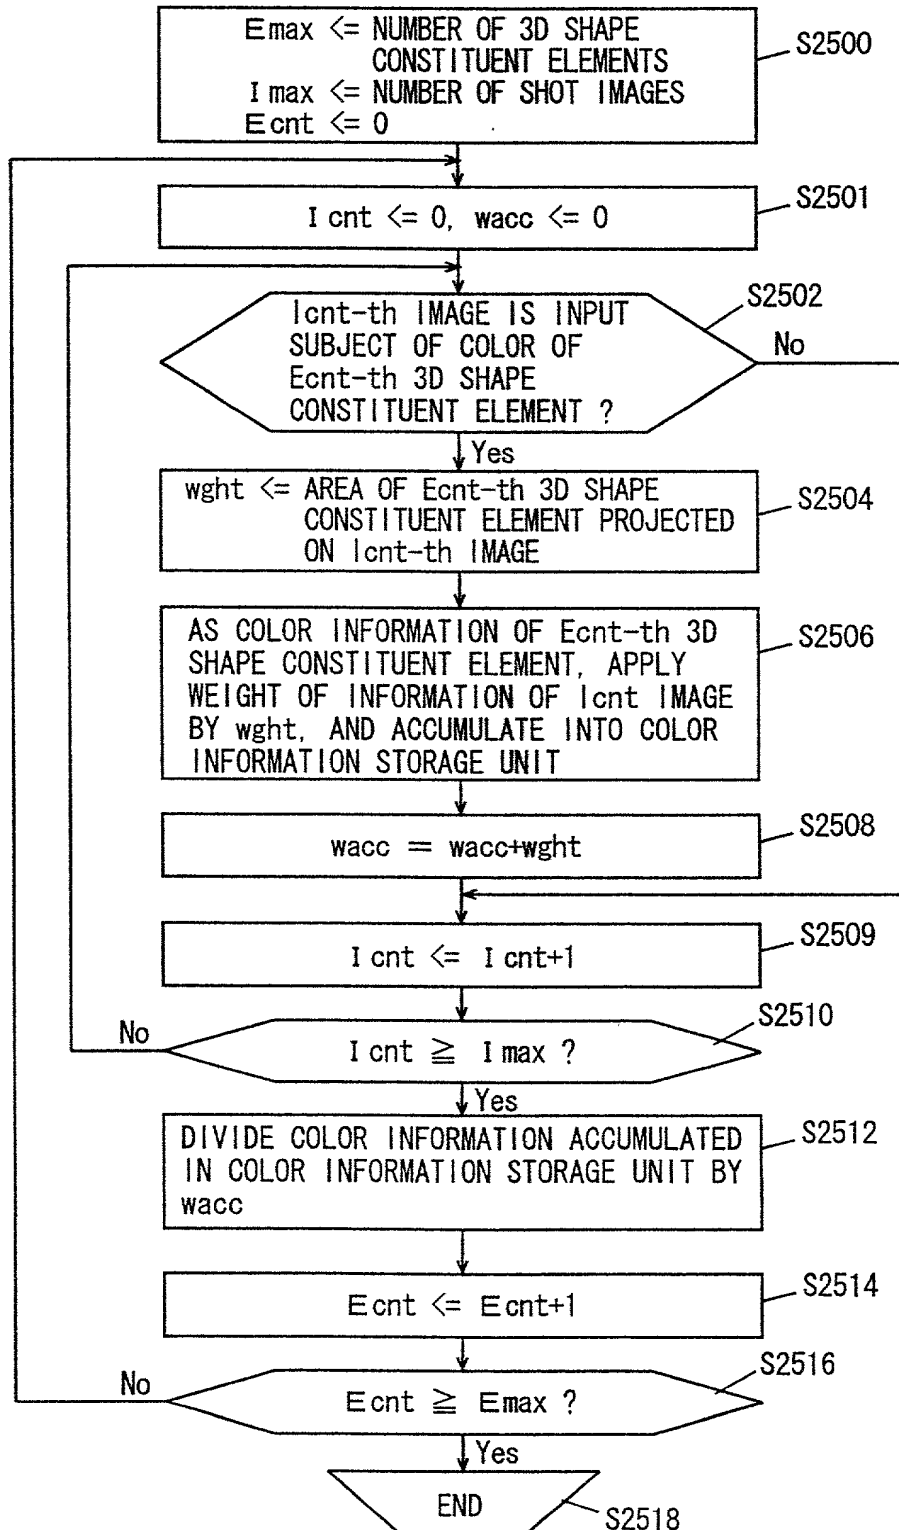 Emax <= NUMBER OF 3D SHAPE
CONSTITUENT ELEMENTS
Imax <= NUMBER OF SHOT IMAGES
Ecnt <= 0
S2500
Icnt <= 0, wacc <= 0
S2501
Icnt-th IMAGE IS INPUT
SUBJECT OF COLOR OF
Ecnt-th 3D SHAPE
CONSTITUENT ELEMENT ?
S2502
No
Yes
wght <= AREA OF Ecnt-th 3D SHAPE
CONSTITUENT ELEMENT PROJECTED
ON Icnt-th IMAGE
S2504
AS COLOR INFORMATION OF Ecnt-th 3D
SHAPE CONSTITUENT ELEMENT, APPLY
WEIGHT OF INFORMATION OF Icnt IMAGE
BY wght, AND ACCUMULATE INTO COLOR
INFORMATION STORAGE UNIT
S2506
wacc = wacc+wght
S2508
Icnt <= Icnt+1
S2509
Icnt ≧ Imax ?
S2510
No
Yes
DIVIDE COLOR INFORMATION ACCUMULATED
IN COLOR INFORMATION STORAGE UNIT BY
wacc
S2512
Ecnt <= Ecnt+1
S2514
Ecnt ≧ Emax ?
S2516
No
Yes
END
S2518